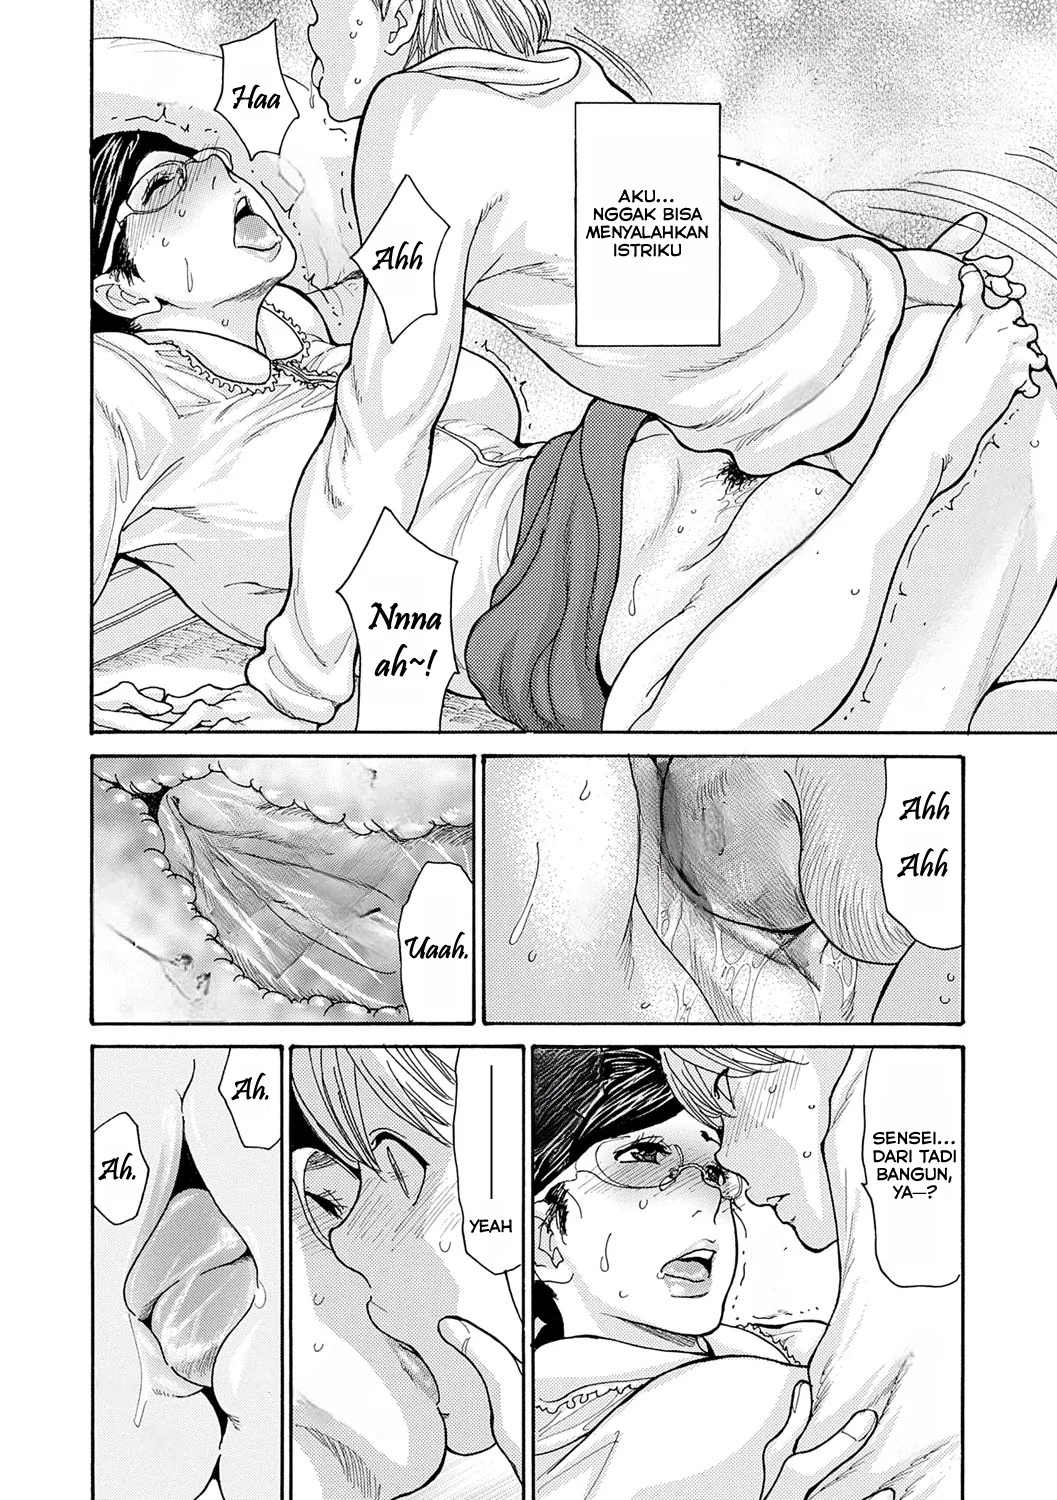 Haa
AKU...
NGGAK BISA
MENYALAHKAN
ISTRIKU
Ahh
Nnna
ah~!
Ahh
Ahh
Uaah.
SENSEI...
DARI TADI
BANGUN,
YA—?
YEAH
Ah.
Ah.